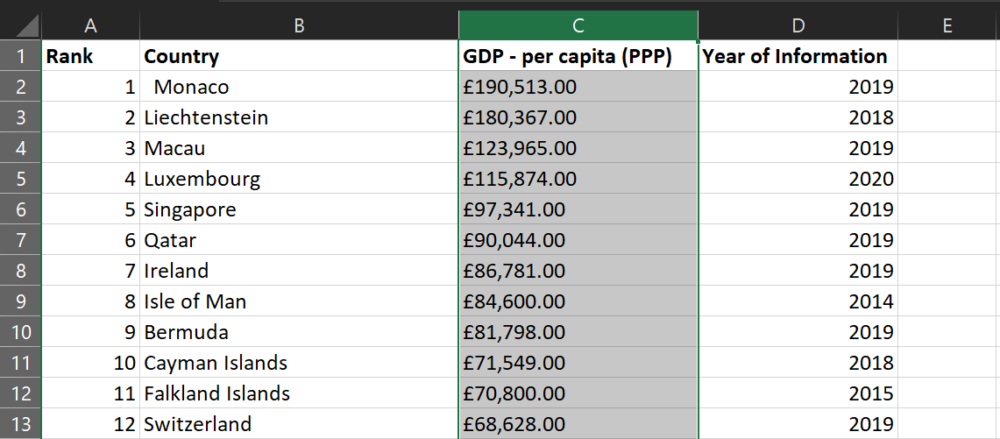 A B C D E
1 Rank Country GDP - per capita (PPP) Year of Information
2 1 Monaco £190,513.00 2019
3 2 Liechtenstein £180,367.00 2018
4 3 Macau £123,965.00 2019
5 4 Luxembourg £115,874.00 2020
6 5 Singapore £97,341.00 2019
7 6 Qatar £90,044.00 2019
8 7 Ireland £86,781.00 2019
9 8 Isle of Man £84,600.00 2014
10 9 Bermuda £81,798.00 2019
11 10 Cayman Islands £71,549.00 2018
12 11 Falkland Islands £70,800.00 2015
13 12 Switzerland £68,628.00 2019